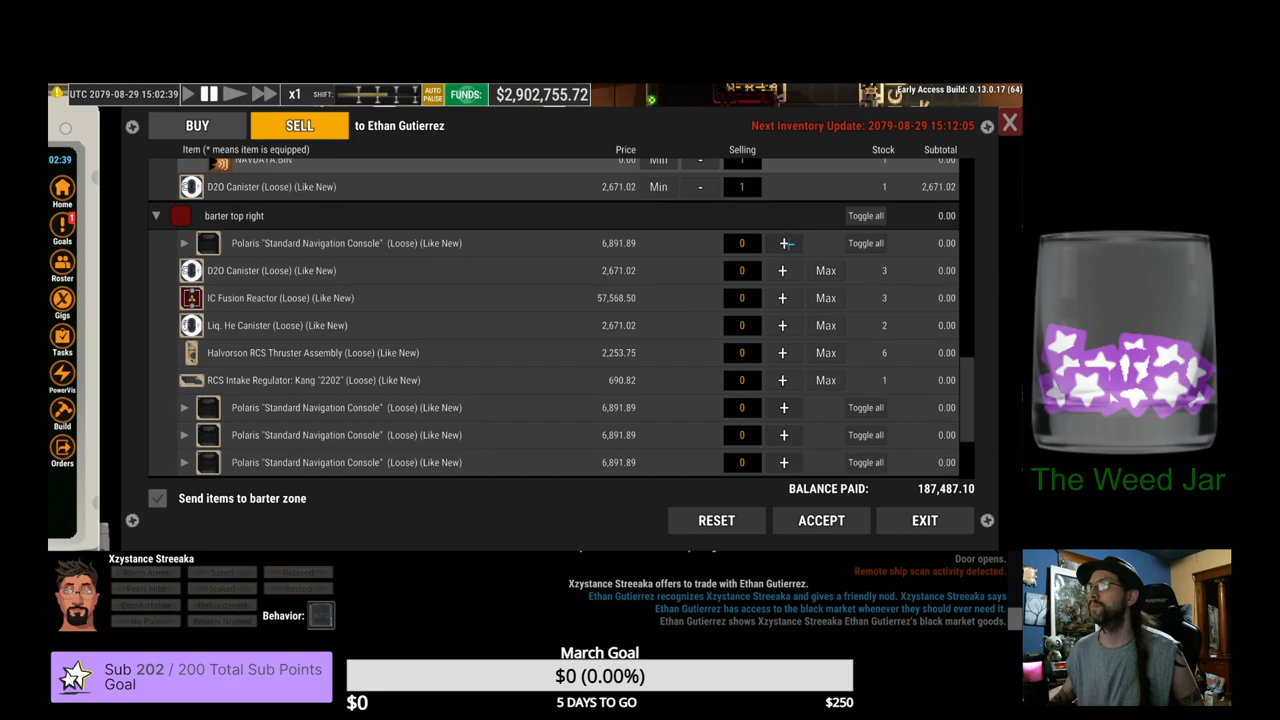 UTC 2079-08-29 15:02:39 x1 SHIFT: AUTO PAUSE FUNDS: $2,902,755.72
Early Access Build: 0.13.0.17 (64)
BUY SELL to Ethan Gutierrez Next Inventory Update: 2079-08-29 15:12:05 X
Item (* means item is equipped) Price Selling Stock Subtotal
02:39
NAVDATA.BIN 0.00 Min - 1 1 0.00
D2O Canister (Loose) (Like New) 2,671.02 Min - 1 1 2,671.02
barter top right Toggle all 0.00
Polaris "Standard Navigation Console" (Loose) (Like New) 6,891.89 0 + Toggle all 0.00
D2O Canister (Loose) (Like New) 2,671.02 0 + Max 3 0.00
IC Fusion Reactor (Loose) (Like New) 57,568.50 0 + Max 3 0.00
Liq. He Canister (Loose) (Like New) 2,671.02 0 + Max 2 0.00
Halvorson RCS Thruster Assembly (Loose) (Like New) 2,253.75 0 + Max 6 0.00
RCS Intake Regulator: Kang "2202" (Loose) (Like New) 690.82 0 + Max 1 0.00
Polaris "Standard Navigation Console" (Loose) (Like New) 6,891.89 0 + Toggle all 0.00
Polaris "Standard Navigation Console" (Loose) (Like New) 6,891.89 0 + Toggle all 0.00
Polaris "Standard Navigation Console" (Loose) (Like New) 6,891.89 0 + Toggle all 0.00
Send items to barter zone BALANCE PAID: 187,487.10
RESET ACCEPT EXIT
Home
1
Goals
Roster
Gigs
Tasks
PowerVis
Build
Orders
The Weed Jar
Xzystance Streeaka
Behavior:
Door opens.
Remote ship scan activity detected.
Xzystance Streeaka offers to trade with Ethan Gutierrez.
Ethan Gutierrez recognizes Xzystance Streeaka and gives a friendly nod. Xzystance Streeaka says
Ethan Gutierrez has access to the black market whenever they should ever need it.
Ethan Gutierrez shows Xzystance Streeaka Ethan Gutierrez's black market goods.
Sub 202 / 200 Total Sub Points
Goal
March Goal
$0 (0.00%)
$0 5 DAYS TO GO $250